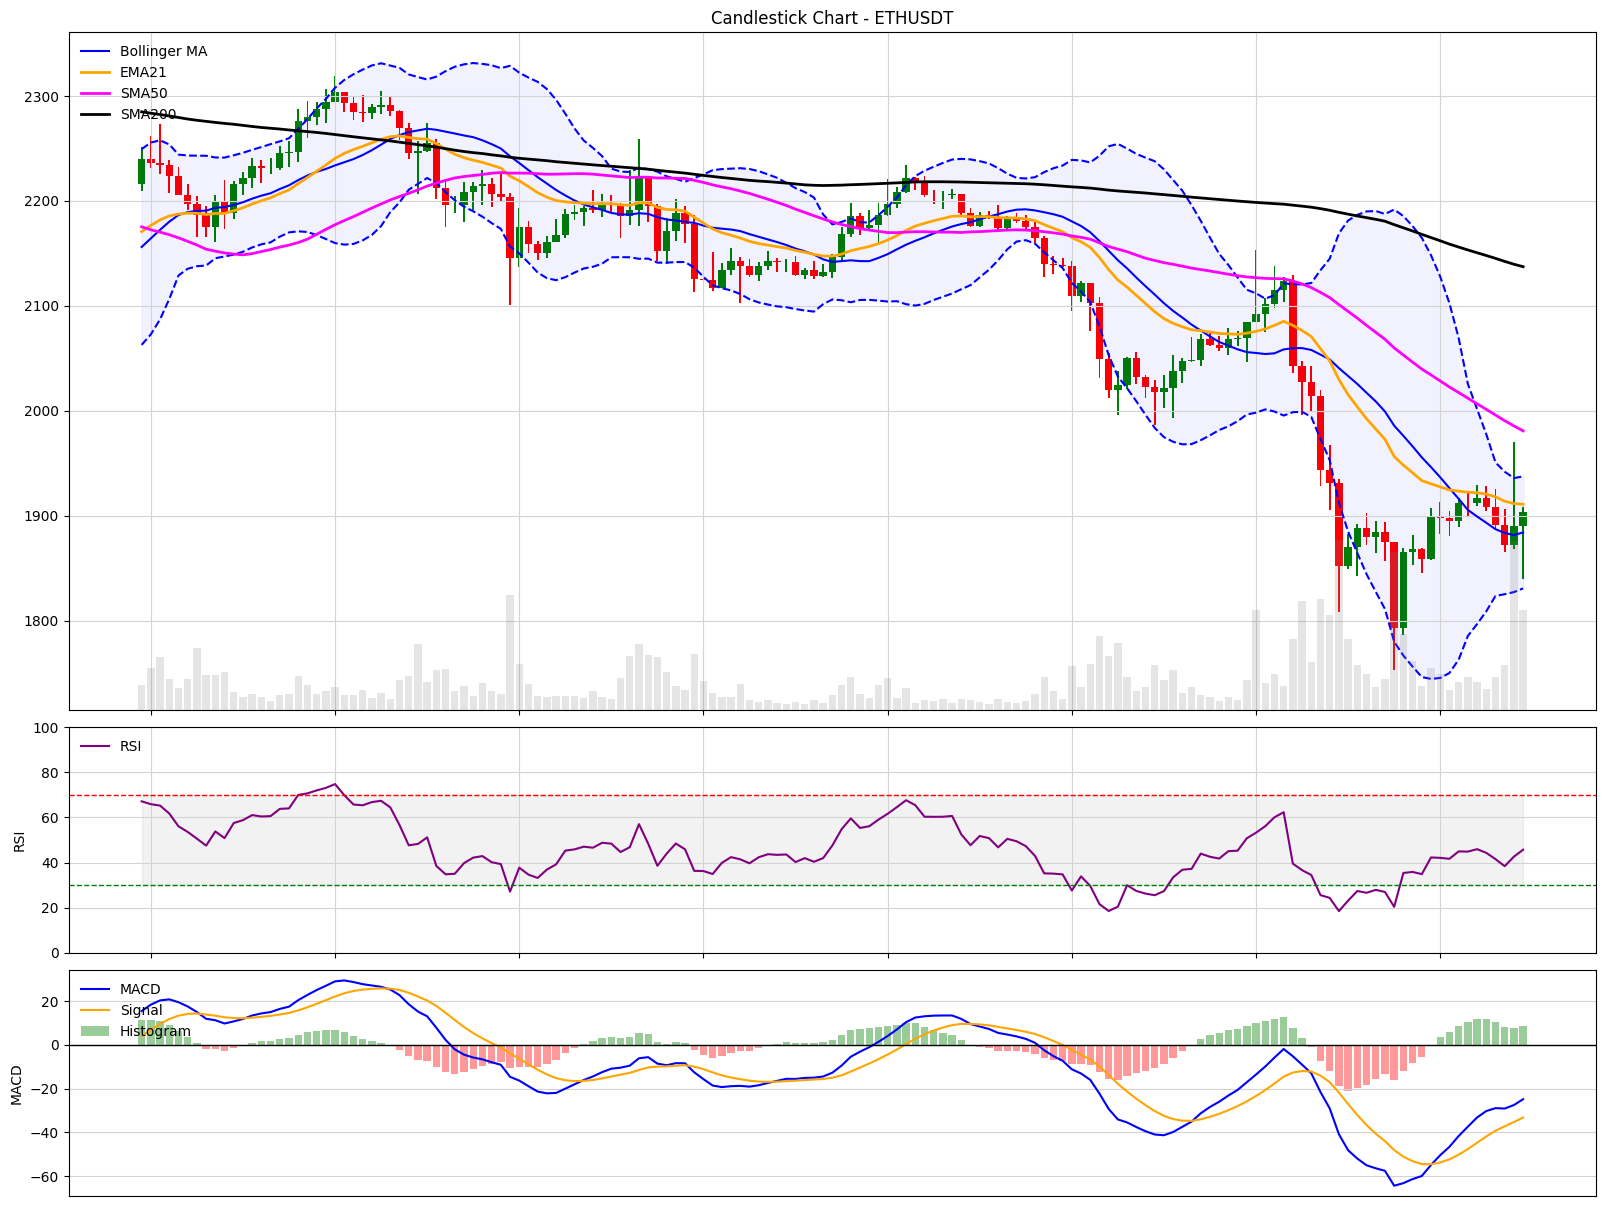 Candlestick Chart - ETHUSDT
Bollinger MA
EMA21
SMA50
SMA200
2300
2200
2100
2000
1900
1800
RSI
100
80
60
40
20
0
RSI
MACD
Signal
Histogram
20
0
−20
−40
−60
MACD